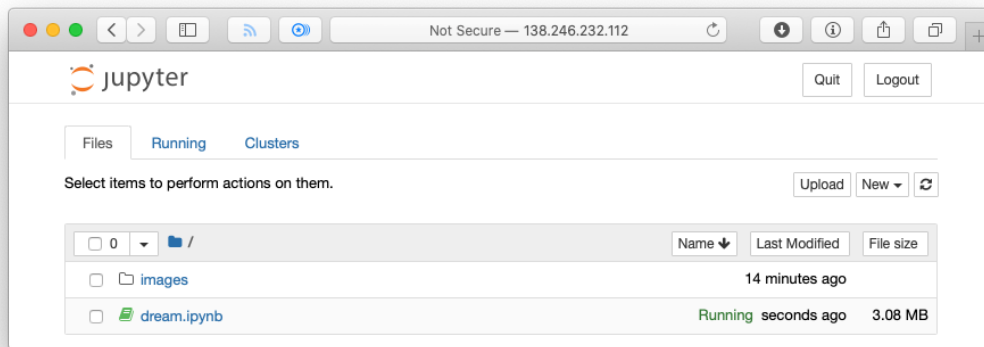 Not Secure — 138.246.232.112
jupyter
Quit Logout
Files Running Clusters
Select items to perform actions on them.
Upload New
0 / Name Last Modified File size
images 14 minutes ago
dream.ipynb Running seconds ago 3.08 MB